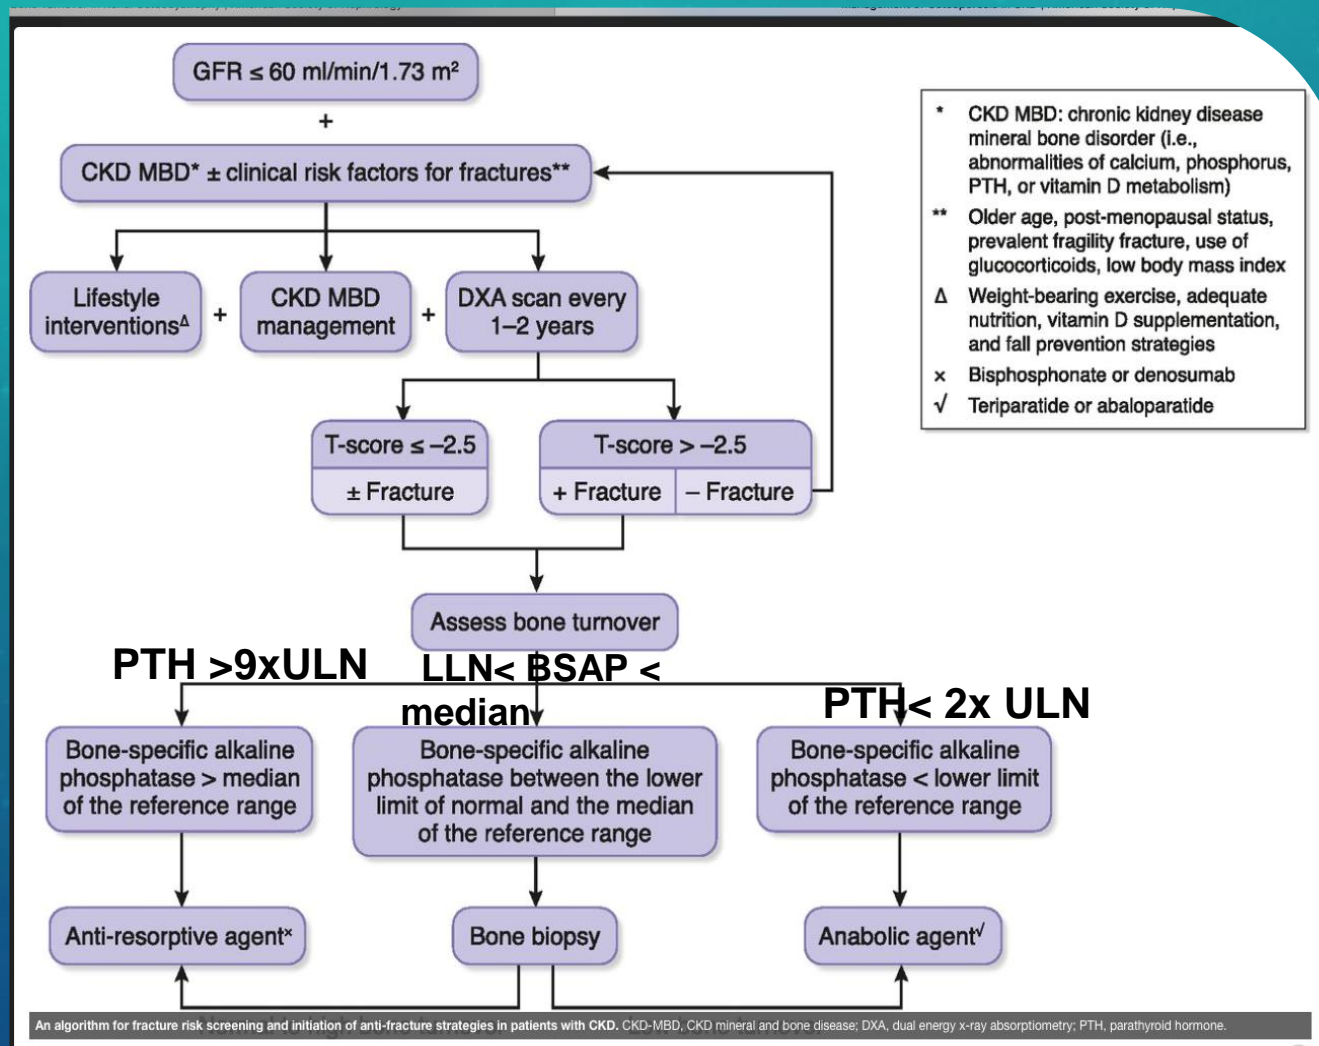 GFR ≤ 60 ml/min/1.73 m²
+
CKD MBD* ± clinical risk factors for fractures**
Lifestyle
interventionsΔ
+
CKD MBD
management
+
DXA scan every
1–2 years
T-score ≤ –2.5
± Fracture
T-score > –2.5
+ Fracture
– Fracture
Assess bone turnover
PTH >9xULN
LLN< BSAP <
median
PTH< 2x ULN
Bone-specific alkaline
phosphatase > median
of the reference range
Bone-specific alkaline
phosphatase between the lower
limit of normal and the median
of the reference range
Bone-specific alkaline
phosphatase < lower limit
of the reference range
Anti-resorptive agentˣ
Bone biopsy
Anabolic agent√
* CKD MBD: chronic kidney disease
mineral bone disorder (i.e.,
abnormalities of calcium, phosphorus,
PTH, or vitamin D metabolism)
** Older age, post-menopausal status,
prevalent fragility fracture, use of
glucocorticoids, low body mass index
Δ Weight-bearing exercise, adequate
nutrition, vitamin D supplementation,
and fall prevention strategies
× Bisphosphonate or denosumab
√ Teriparatide or abaloparatide
An algorithm for fracture risk screening and initiation of anti-fracture strategies in patients with CKD. CKD-MBD, CKD mineral and bone disease; DXA, dual energy x-ray absorptiometry; PTH, parathyroid hormone.